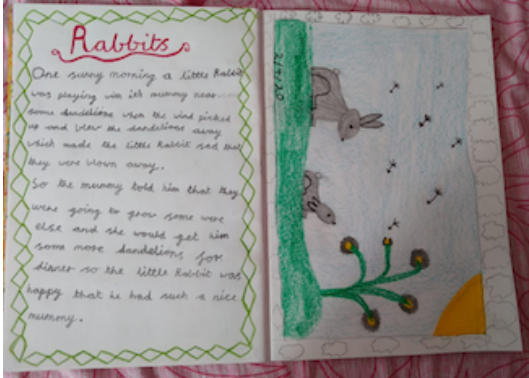 Rabbits
One sunny morning a little Rabbit
was playing wim it's mummy near
some dandelions when the wind picked
up and blew the dandelions away
which made the little Rabbit sad that
they were blown away.
So the mummy told him that they
were going to grow some were
else and she would get him
some more dandelions for
dinner so the little Rabbit was
happy that he had such a nice
mummy.